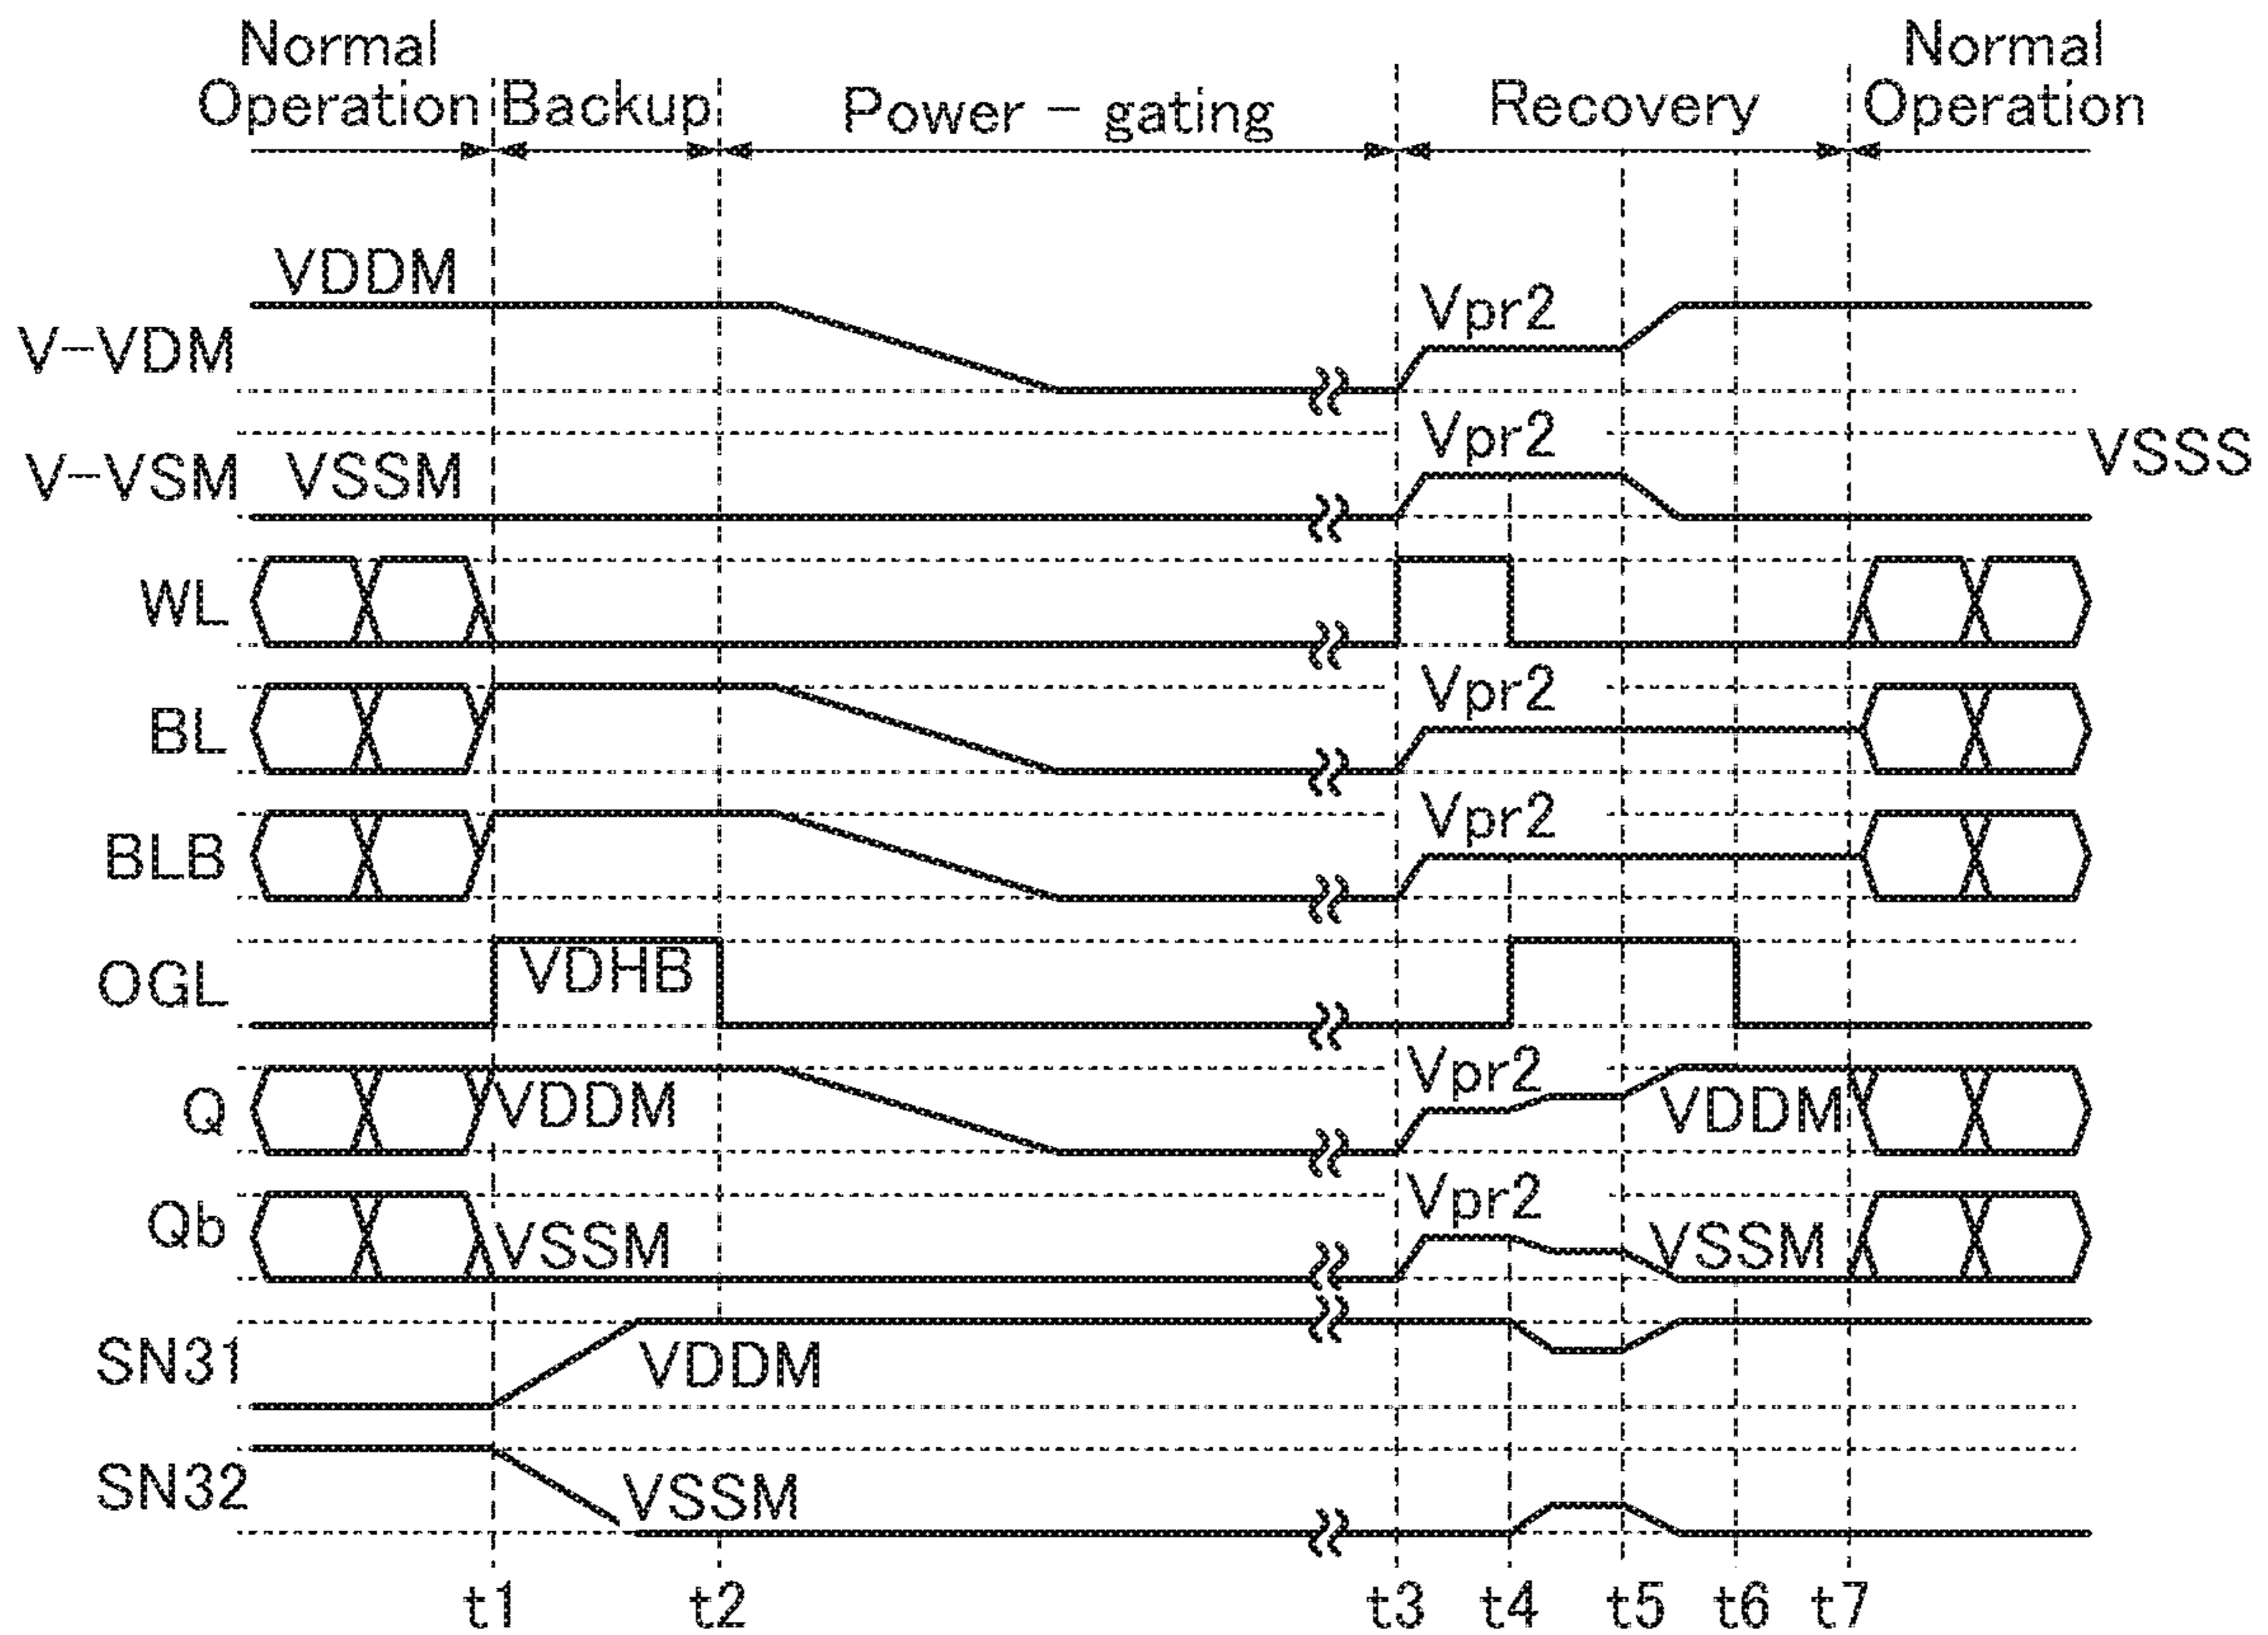 Normal Operation
Backup
Power – gating
Recovery
Normal Operation
VDDM
Vpr2
V–VDM
Vpr2
VSSS
V–VSM
VSSM
WL
Vpr2
BL
Vpr2
BLB
VDHB
OGL
Vpr2
Q
VDDM
VDDM
Vpr2
Qb
VSSM
VSSM
SN31
VDDM
SN32
VSSM
t1 t2 t3 t4 t5 t6 t7